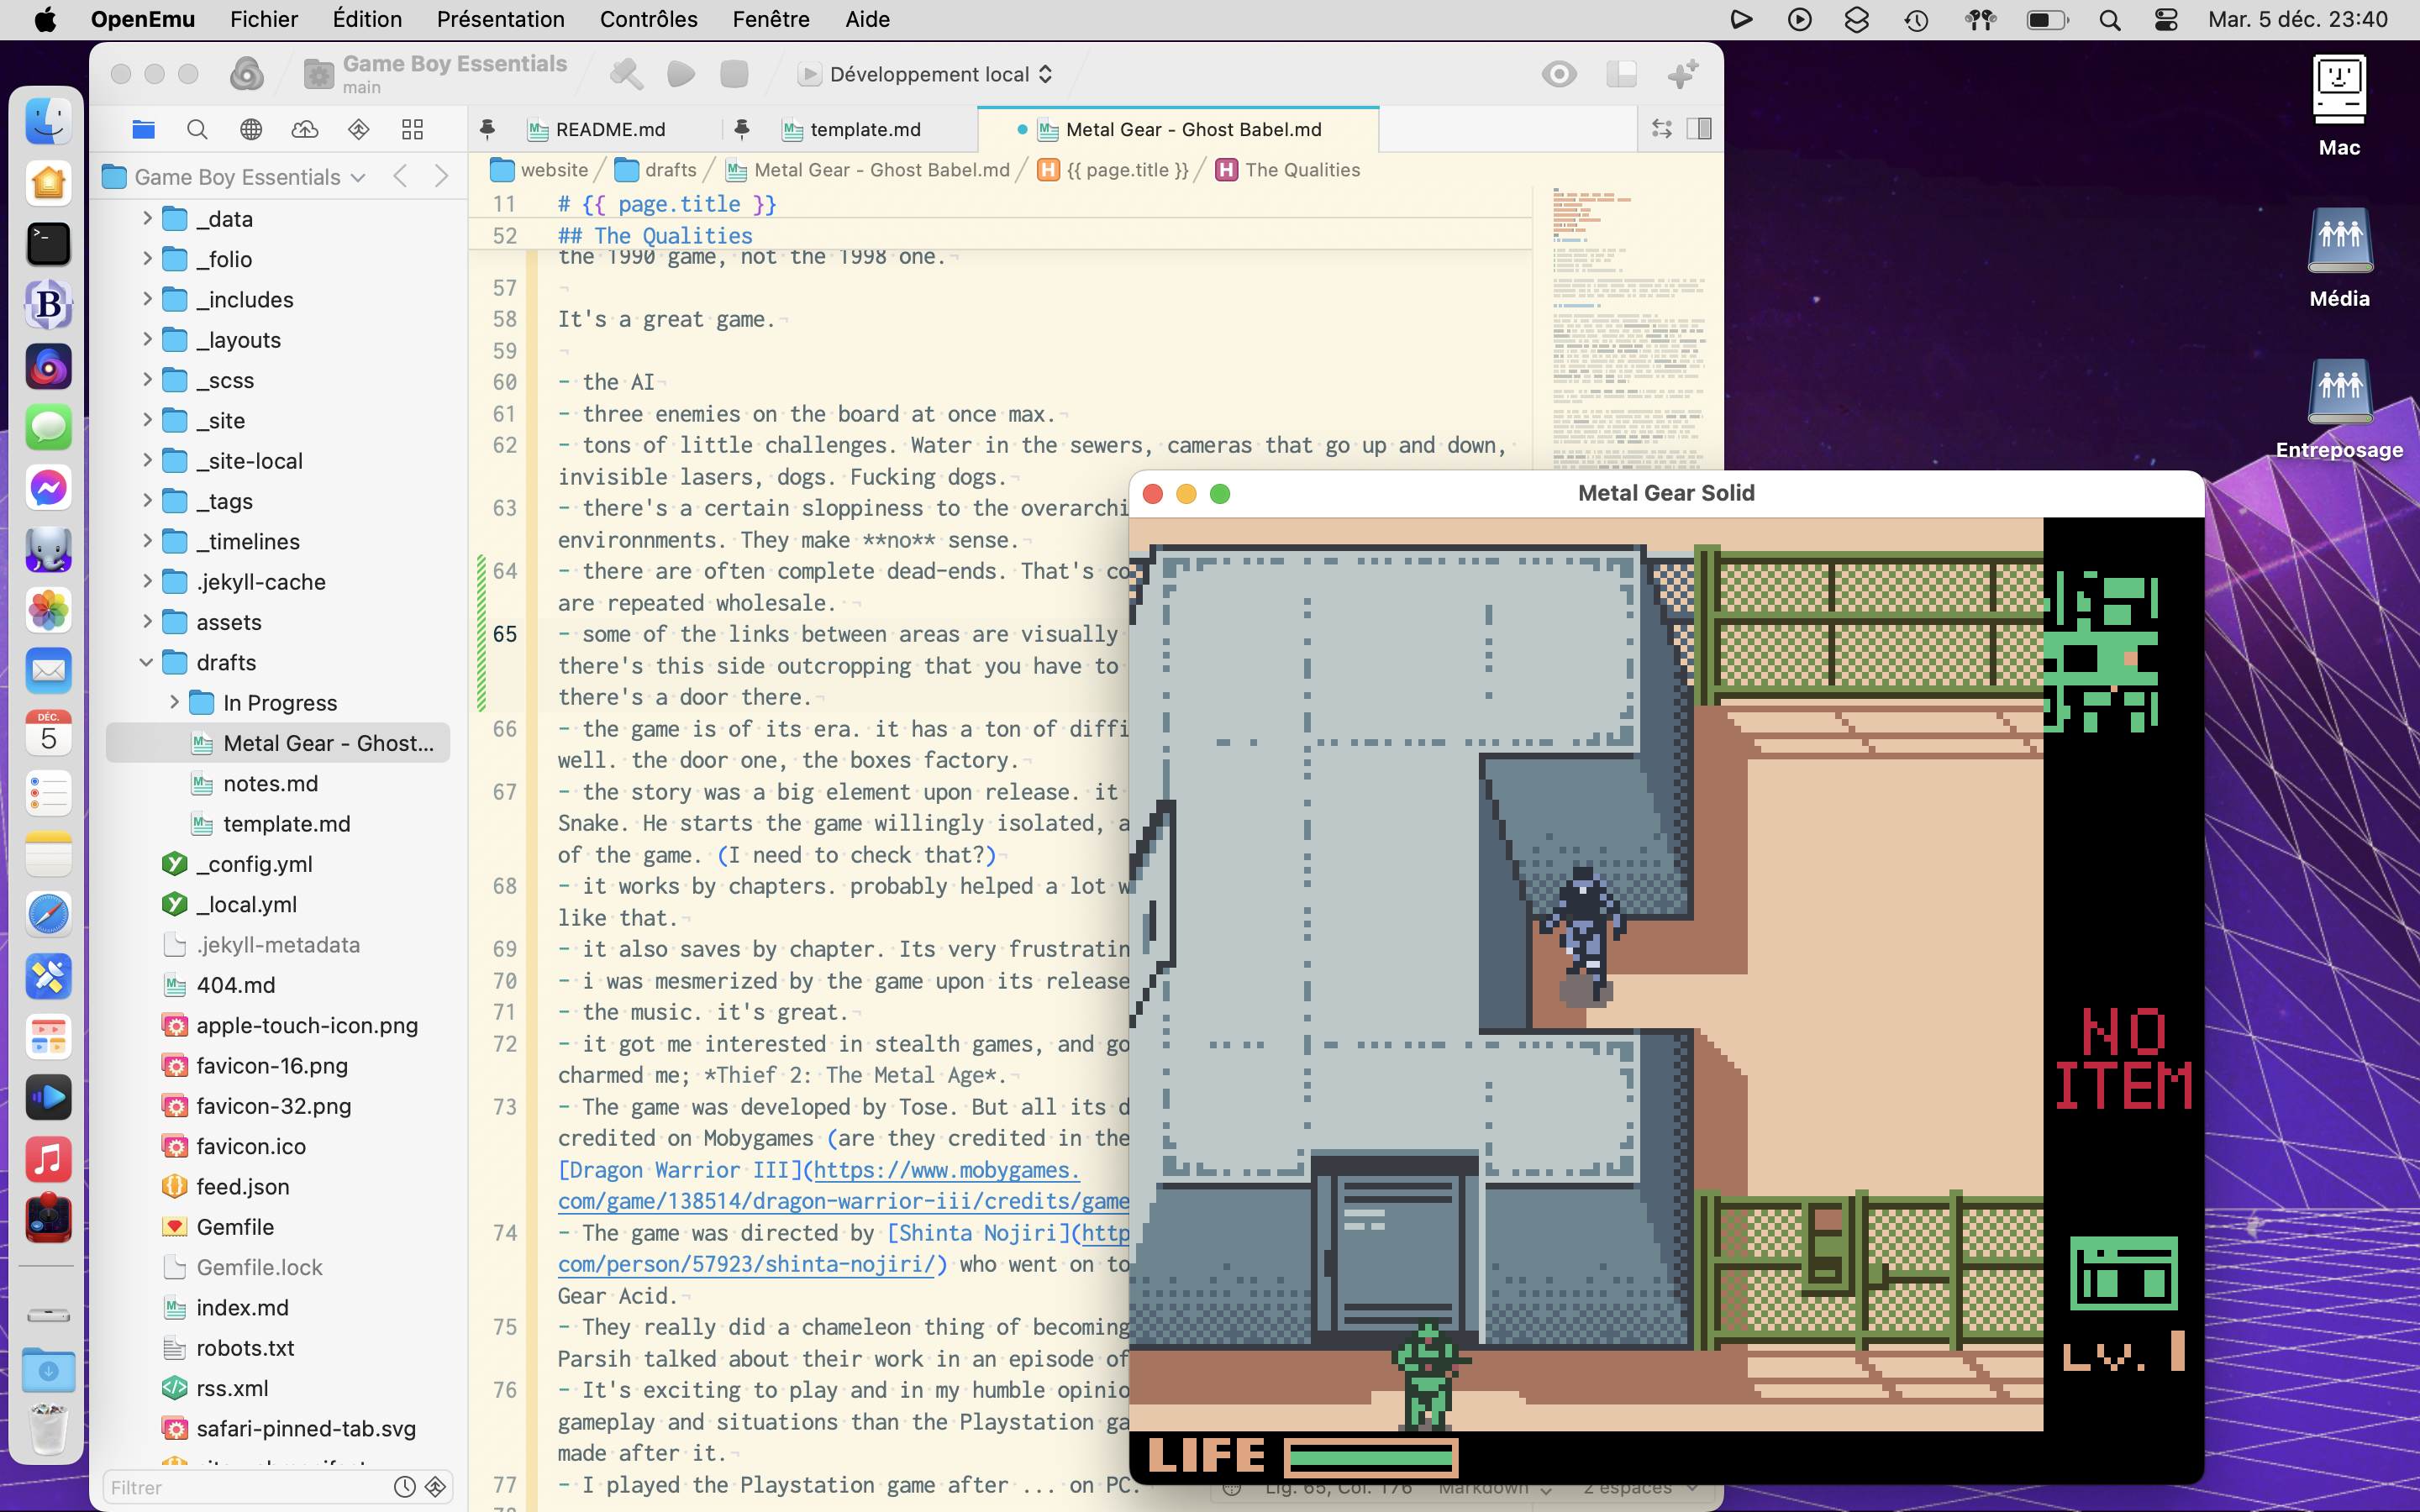 OpenEmu Fichier Édition Présentation Contrôles Fenêtre Aide Mar. 5 déc. 23:40
Game Boy Essentials
main
Développement local
README.md template.md Metal Gear - Ghost Babel.md
Game Boy Essentials
website drafts Metal Gear - Ghost Babel.md H {{ page.title }} H The Qualities
_data
_folio
_includes
_layouts
_scss
_site
_site-local
_tags
_timelines
.jekyll-cache
assets
drafts
In Progress
Metal Gear - Ghost...
notes.md
template.md
_config.yml
_local.yml
.jekyll-metadata
404.md
apple-touch-icon.png
favicon-16.png
favicon-32.png
favicon.ico
feed.json
Gemfile
Gemfile.lock
index.md
robots.txt
rss.xml
safari-pinned-tab.svg
Filtrer
11 # {{ page.title }}
52 ## The Qualities
the 1990 game, not the 1998 one.
57
58 It's a great game.
59
60 - the AI
61 - three enemies on the board at once max.
62 - tons of little challenges. Water in the sewers, cameras that go up and down,
invisible lasers, dogs. Fucking dogs.
63 - there's a certain sloppiness to the overarchi
environnments. They make **no** sense.
64 - there are often complete dead-ends. That's co
are repeated wholesale.
65 - some of the links between areas are visually
there's this side outcropping that you have to
there's a door there.
66 - the game is of its era. it has a ton of diffi
well. the door one, the boxes factory.
67 - the story was a big element upon release. it
Snake. He starts the game willingly isolated, a
of the game. (I need to check that?)
68 - it works by chapters. probably helped a lot w
like that.
69 - it also saves by chapter. Its very frustratin
70 - i was mesmerized by the game upon its release
71 - the music. it's great.
72 - it got me interested in stealth games, and go
charmed me; *Thief 2: The Metal Age*.
73 - The game was developed by Tose. But all its d
credited on Mobygames (are they credited in the
[Dragon Warrior III](https://www.mobygames.
com/game/138514/dragon-warrior-iii/credits/game
74 - The game was directed by [Shinta Nojiri](http
com/person/57923/shinta-nojiri/) who went on to
Gear Acid.
75 - They really did a chameleon thing of becoming
Parsih talked about their work in an episode of
76 - It's exciting to play and in my humble opinio
gameplay and situations than the Playstation ga
made after it.
77 - I played the Playstation game after ... on PC.
Lig. 65, Col. 176 Markdown 2 espaces
Metal Gear Solid
NO
ITEM
LV. 1
LIFE
Mac
Média
Entreposage
DÉC.
5
B